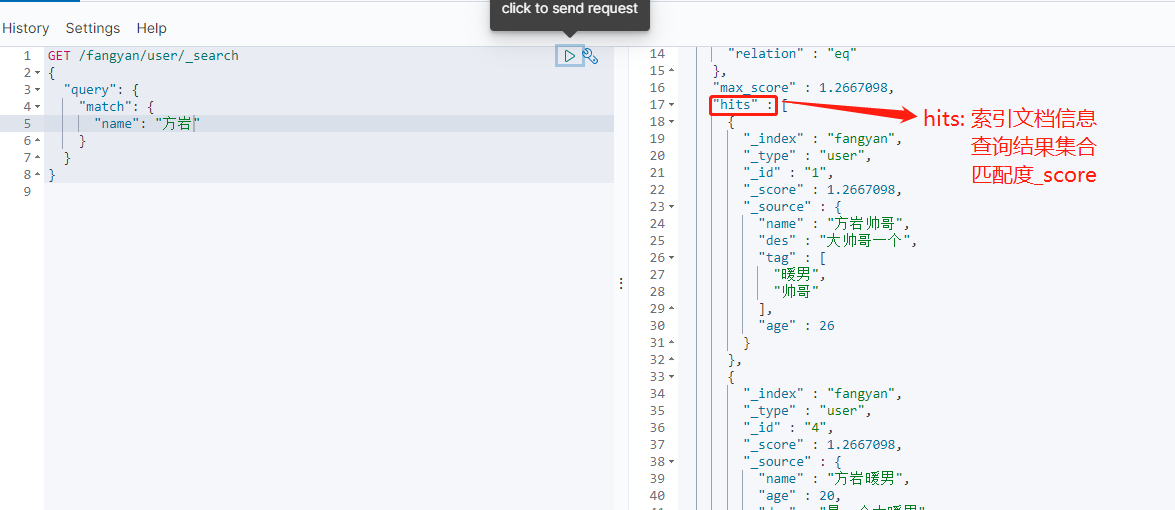 click to send request
History Settings Help
1 GET /fangyan/user/_search
2 {
3 "query": {
4 "match": {
5 "name": "方岩"
6 }
7 }
8 }
9
14 "relation" : "eq"
15 },
16 "max_score" : 1.2667098,
17 "hits" : [
18 {
19 "_index" : "fangyan",
20 "_type" : "user",
21 "_id" : "1",
22 "_score" : 1.2667098,
23 "_source" : {
24 "name" : "方岩帅哥",
25 "des" : "大帅哥一个",
26 "tag" : [
27 "暖男",
28 "帅哥"
29 ],
30 "age" : 26
31 }
32 },
33 {
34 "_index" : "fangyan",
35 "_type" : "user",
36 "_id" : "4",
37 "_score" : 1.2667098,
38 "_source" : {
39 "name" : "方岩暖男",
40 "age" : 20,
hits: 索引文档信息
查询结果集合
匹配度_score